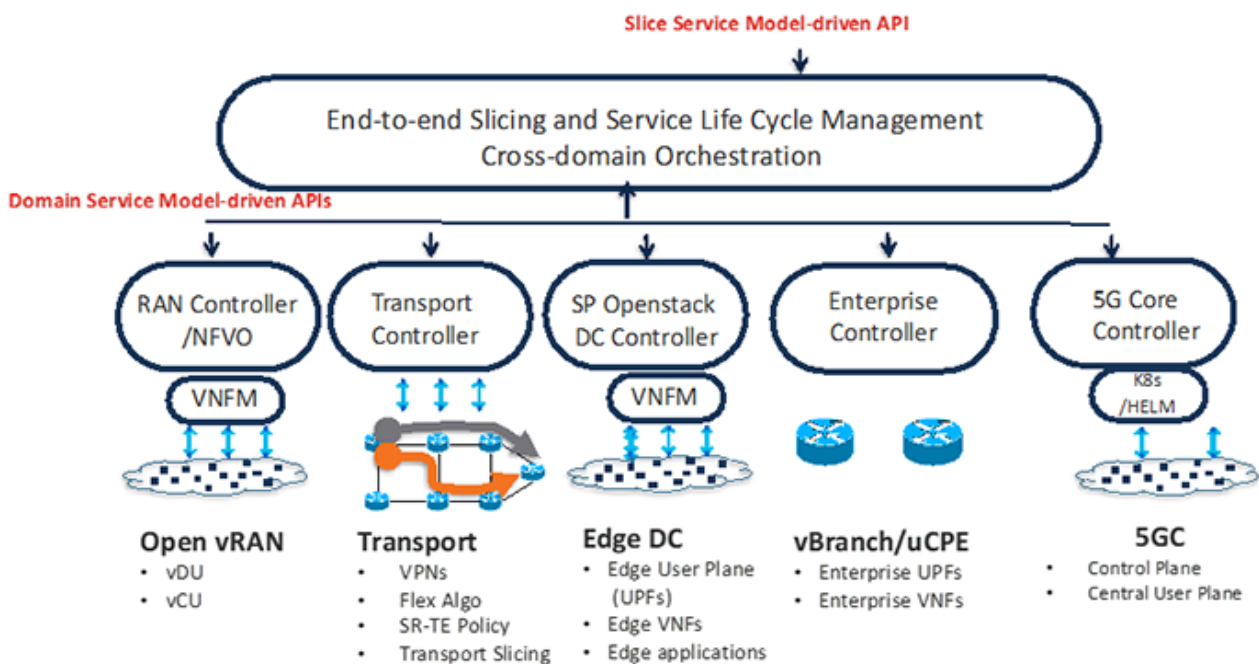 Slice Service Model-driven API
End-to-end Slicing and Service Life Cycle Management
Cross-domain Orchestration
Domain Service Model-driven APIs
RAN Controller
/NFVO
Transport
Controller
SP Openstack
DC Controller
Enterprise
Controller
5G Core
Controller
VNFM
VNFM
K8s
/HELM
Open vRAN
• vDU
• vCU
Transport
• VPNs
• Flex Algo
• SR-TE Policy
• Transport Slicing
Edge DC
• Edge User Plane
(UPFs)
• Edge VNFs
• Edge applications
vBranch/uCPE
• Enterprise UPFs
• Enterprise VNFs
5GC
• Control Plane
• Central User Plane